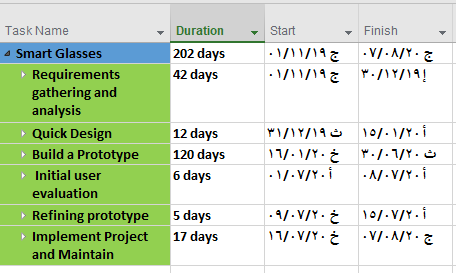 Task Name Duration Start Finish
Smart Glasses 202 days ج ٠١/١١/١٩ ج ٠٧/٠٨/٢٠
Requirements 42 days ج ٠١/١١/١٩ إ ٣٠/١٢/١٩
gathering and
analysis
Quick Design 12 days ث ٣١/١٢/١٩ أ ١٥/٠١/٢٠
Build a Prototype 120 days خ ١٦/٠١/٢٠ ث ٣٠/٠٦/٢٠
Initial user 6 days أ ٠١/٠٧/٢٠ أ ٠٨/٠٧/٢٠
evaluation
Refining prototype 5 days خ ٠٩/٠٧/٢٠ أ ١٥/٠٧/٢٠
Implement Project 17 days خ ١٦/٠٧/٢٠ ج ٠٧/٠٨/٢٠
and Maintain